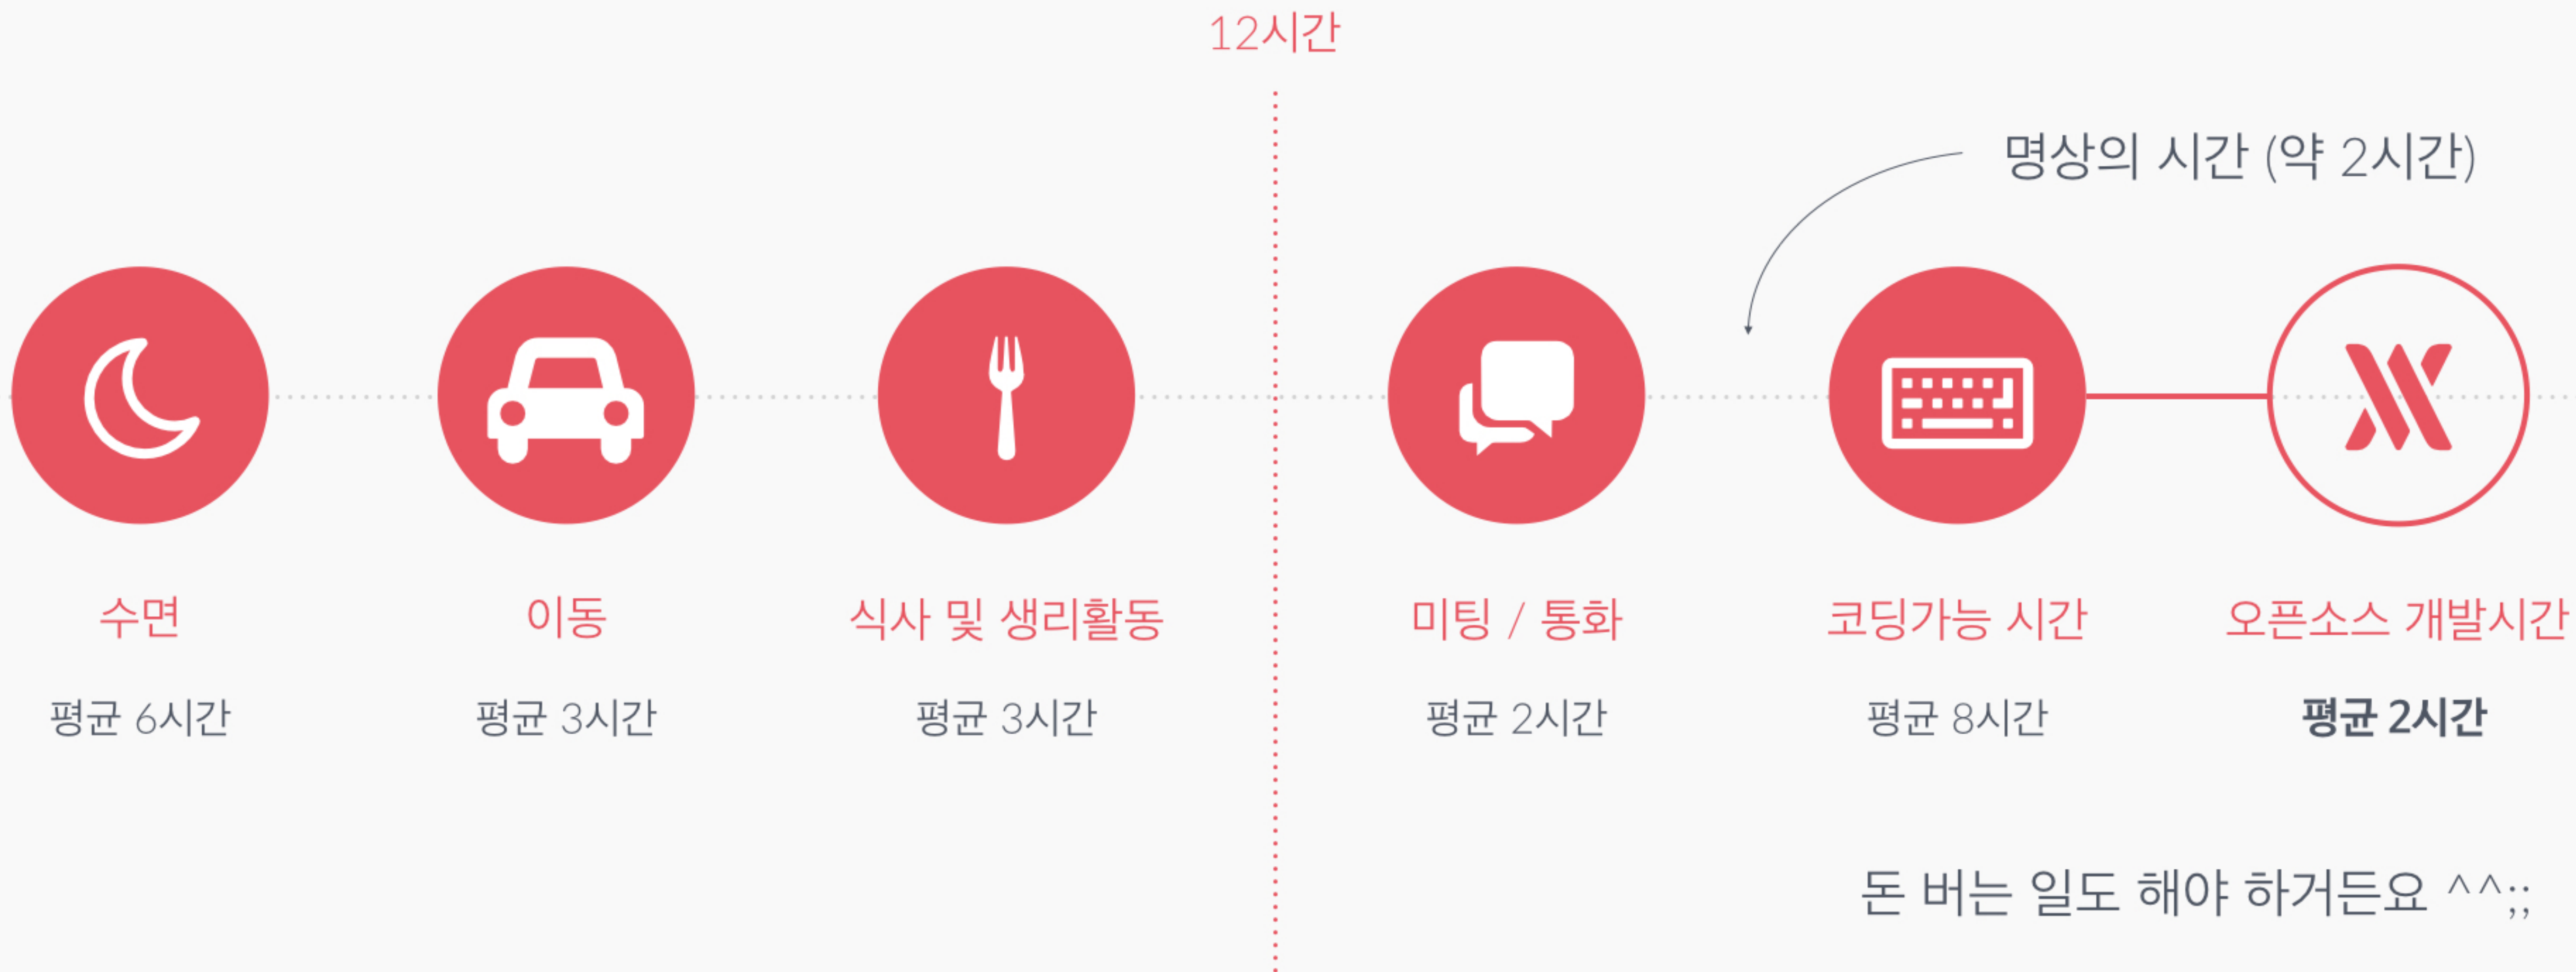 12시간
명상의 시간 (약 2시간)
수면
이동
식사 및 생리활동
미팅 / 통화
코딩가능 시간
오픈소스 개발시간
평균 6시간
평균 3시간
평균 3시간
평균 2시간
평균 8시간
평균 2시간
돈 버는 일도 해야 하거든요 ^^;;